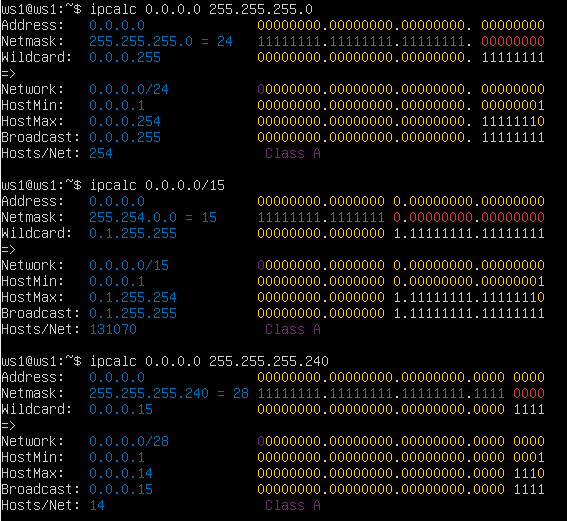 ws1@ws1:~$ ipcalc 0.0.0.0 255.255.255.0
Address:   0.0.0.0              00000000.00000000.00000000. 00000000
Netmask:   255.255.255.0 = 24   11111111.11111111.11111111. 00000000
Wildcard:  0.0.0.255            00000000.00000000.00000000. 11111111
=>
Network:   0.0.0.0/24           00000000.00000000.00000000. 00000000
HostMin:   0.0.0.1              00000000.00000000.00000000. 00000001
HostMax:   0.0.0.254            00000000.00000000.00000000. 11111110
Broadcast: 0.0.0.255            00000000.00000000.00000000. 11111111
Hosts/Net: 254                   Class A
ws1@ws1:~$ ipcalc 0.0.0.0/15
Address:   0.0.0.0              00000000.0000000 0.00000000.00000000
Netmask:   255.254.0.0 = 15     11111111.1111111 0.00000000.00000000
Wildcard:  0.1.255.255          00000000.0000000 1.11111111.11111111
=>
Network:   0.0.0.0/15           00000000.0000000 0.00000000.00000000
HostMin:   0.0.0.1              00000000.0000000 0.00000000.00000001
HostMax:   0.1.255.254          00000000.0000000 1.11111111.11111110
Broadcast: 0.1.255.255          00000000.0000000 1.11111111.11111111
Hosts/Net: 131070                Class A
ws1@ws1:~$ ipcalc 0.0.0.0 255.255.255.240
Address:   0.0.0.0              00000000.00000000.00000000.0000 0000
Netmask:   255.255.255.240 = 28 11111111.11111111.11111111.1111 0000
Wildcard:  0.0.0.15             00000000.00000000.00000000.0000 1111
=>
Network:   0.0.0.0/28           00000000.00000000.00000000.0000 0000
HostMin:   0.0.0.1              00000000.00000000.00000000.0000 0001
HostMax:   0.0.0.14             00000000.00000000.00000000.0000 1110
Broadcast: 0.0.0.15             00000000.00000000.00000000.0000 1111
Hosts/Net: 14                    Class A